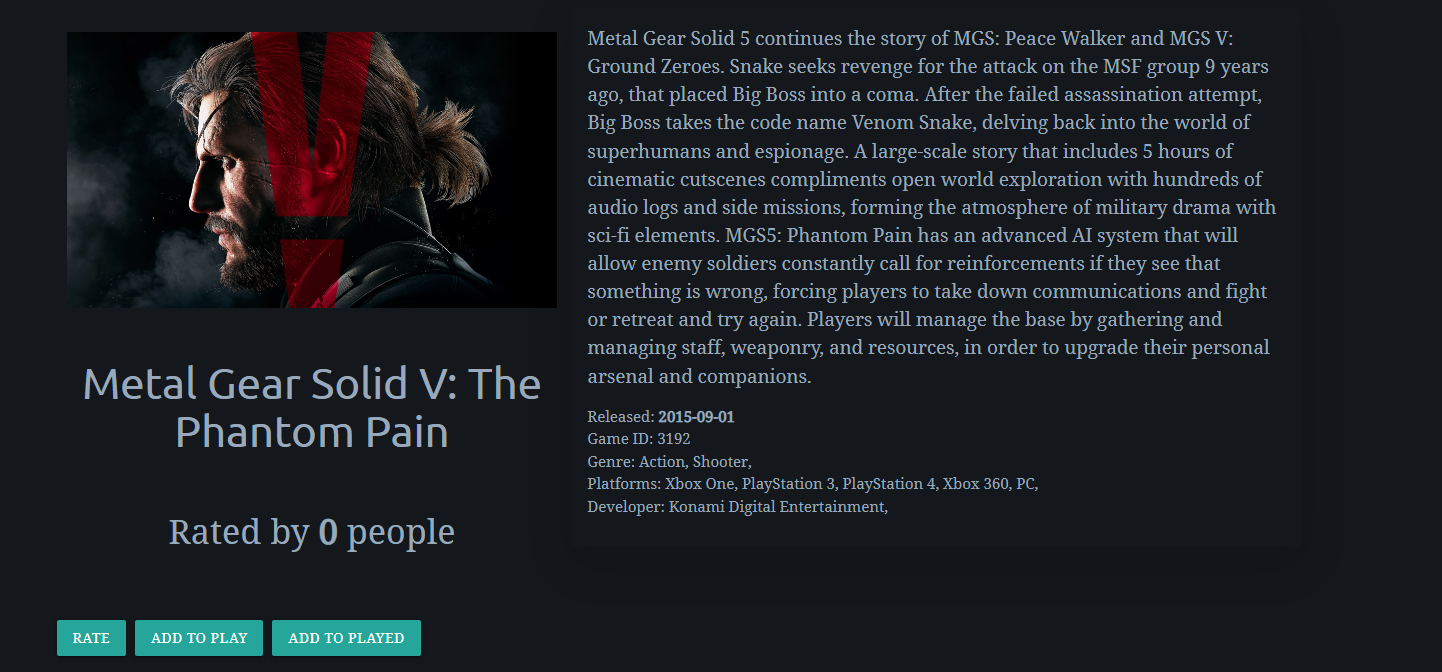 Metal Gear Solid V: The
Phantom Pain
Rated by 0 people
RATE
ADD TO PLAY
ADD TO PLAYED
Metal Gear Solid 5 continues the story of MGS: Peace Walker and MGS V:
Ground Zeroes. Snake seeks revenge for the attack on the MSF group 9 years
ago, that placed Big Boss into a coma. After the failed assassination attempt,
Big Boss takes the code name Venom Snake, delving back into the world of
superhumans and espionage. A large-scale story that includes 5 hours of
cinematic cutscenes compliments open world exploration with hundreds of
audio logs and side missions, forming the atmosphere of military drama with
sci-fi elements. MGS5: Phantom Pain has an advanced AI system that will
allow enemy soldiers constantly call for reinforcements if they see that
something is wrong, forcing players to take down communications and fight
or retreat and try again. Players will manage the base by gathering and
managing staff, weaponry, and resources, in order to upgrade their personal
arsenal and companions.
Released: 2015-09-01
Game ID: 3192
Genre: Action, Shooter,
Platforms: Xbox One, PlayStation 3, PlayStation 4, Xbox 360, PC,
Developer: Konami Digital Entertainment,